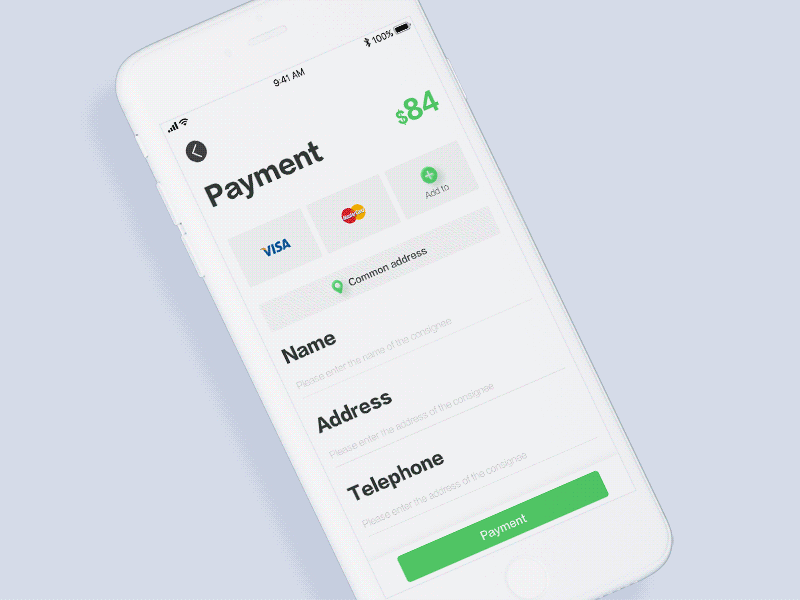 9:41 AM
100%
$84
Payment
VISA
MasterCard
Add to
Common address
Name
Please enter the name of the consignee
Address
Please enter the address of the consignee
Telephone
Please enter the address of the consignee
Payment